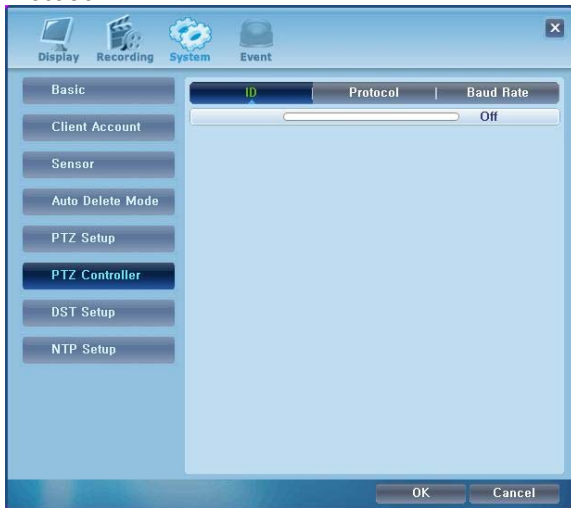 Display Recording System Event
Basic
Client Account
Sensor
Auto Delete Mode
PTZ Setup
PTZ Controller
DST Setup
NTP Setup
ID | Protocol | Baud Rate
Off
OK Cancel